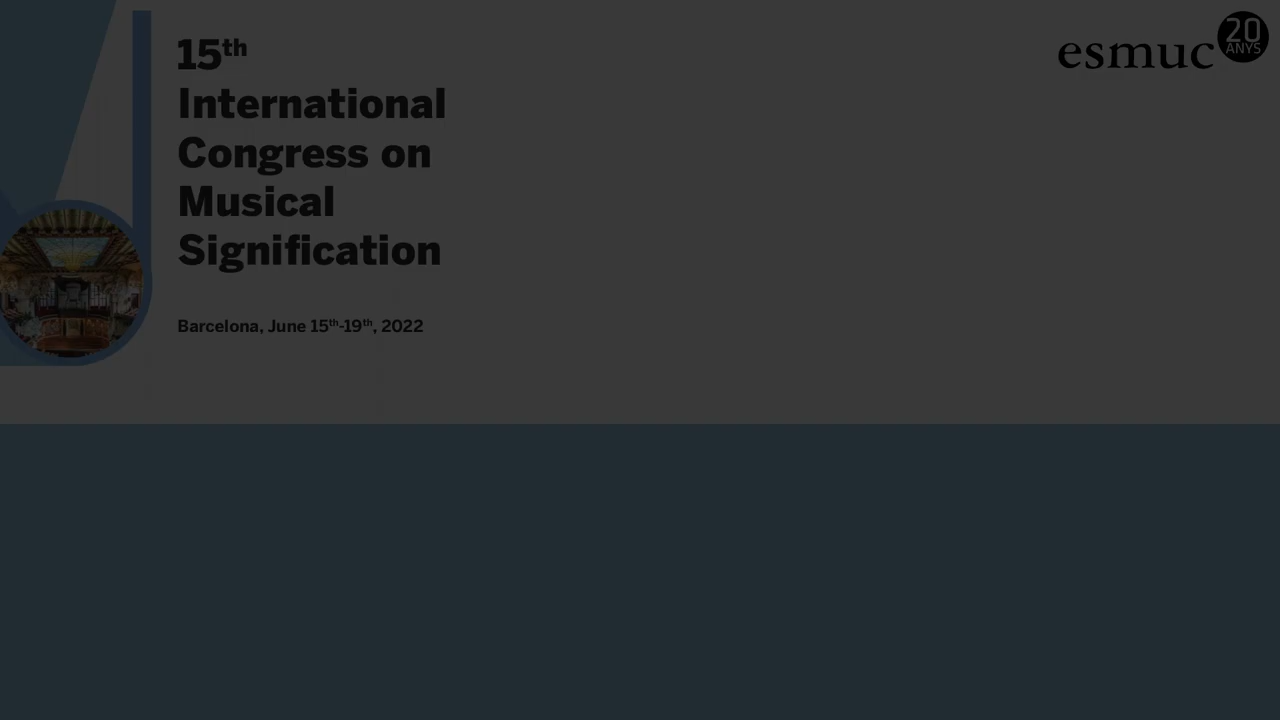 15th
International
Congress on
Musical
Signification
Barcelona, June 15th-19th, 2022
esmuc
20
ANYS